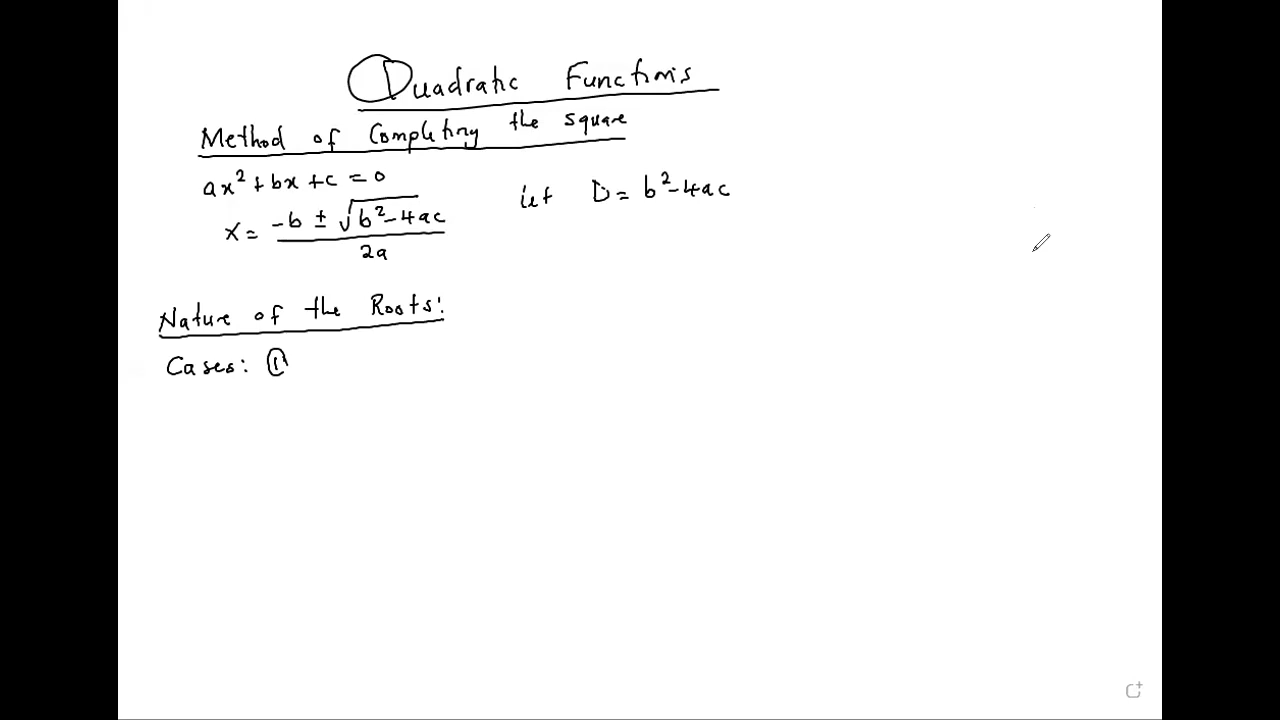 Quadratic Functions
Method of Completing the square
ax² + bx + c = 0
x = (-b ± √(b² - 4ac)) / 2a
let D = b² - 4ac
Nature of the Roots:
Cases: ①